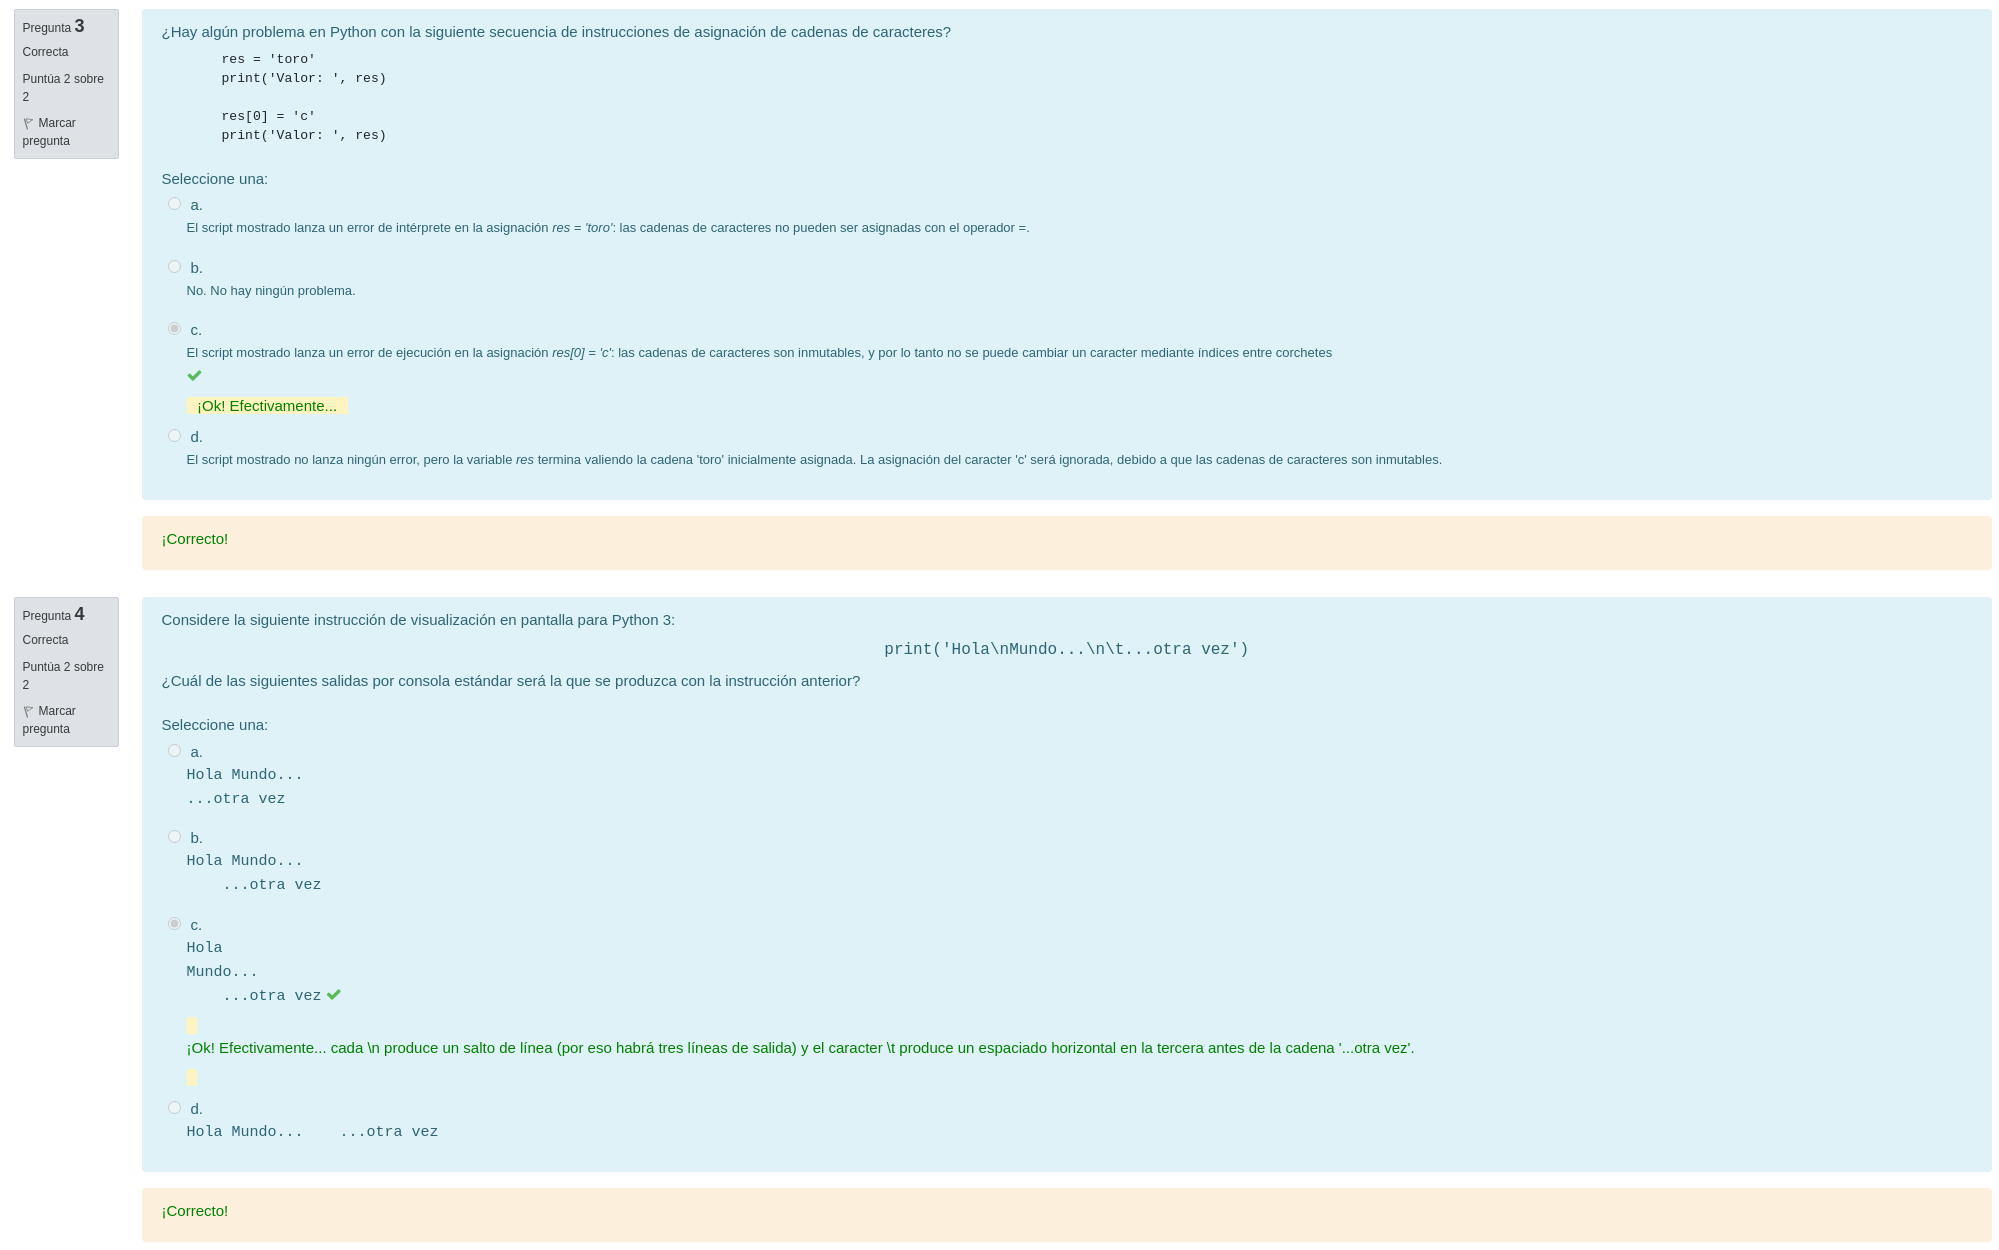 Pregunta 3
Correcta
Puntúa 2 sobre
2
Marcar
pregunta
¿Hay algún problema en Python con la siguiente secuencia de instrucciones de asignación de cadenas de caracteres?
res = 'toro'
print('Valor: ', res)
res[0] = 'c'
print('Valor: ', res)
Seleccione una:
a.
El script mostrado lanza un error de intérprete en la asignación res = 'toro': las cadenas de caracteres no pueden ser asignadas con el operador =.
b.
No. No hay ningún problema.
c.
El script mostrado lanza un error de ejecución en la asignación res[0] = 'c': las cadenas de caracteres son inmutables, y por lo tanto no se puede cambiar un caracter mediante índices entre corchetes
¡Ok! Efectivamente...
d.
El script mostrado no lanza ningún error, pero la variable res termina valiendo la cadena 'toro' inicialmente asignada. La asignación del caracter 'c' será ignorada, debido a que las cadenas de caracteres son inmutables.
¡Correcto!
Pregunta 4
Correcta
Puntúa 2 sobre
2
Marcar
pregunta
Considere la siguiente instrucción de visualización en pantalla para Python 3:
print('Hola\nMundo...\n\t...otra vez')
¿Cuál de las siguientes salidas por consola estándar será la que se produzca con la instrucción anterior?
Seleccione una:
a.
Hola Mundo...
...otra vez
b.
Hola Mundo...
    ...otra vez
c.
Hola
Mundo...
    ...otra vez
¡Ok! Efectivamente... cada \n produce un salto de línea (por eso habrá tres líneas de salida) y el caracter \t produce un espaciado horizontal en la tercera antes de la cadena '...otra vez'.
d.
Hola Mundo...    ...otra vez
¡Correcto!